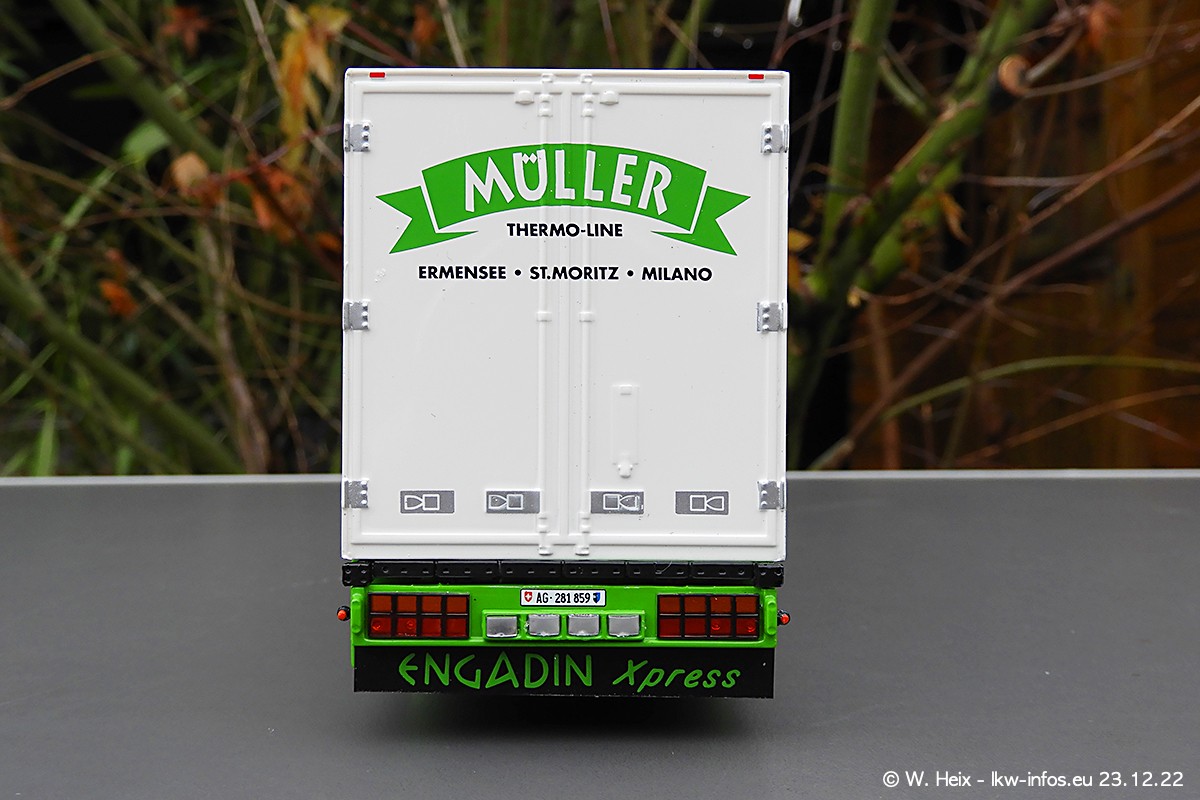 MÜLLER
THERMO-LINE
ERMENSEE • ST.MORITZ • MILANO
AG·281 859
ENGADIN Xpress
© W. Heix - lkw-infos.eu 23.12.22